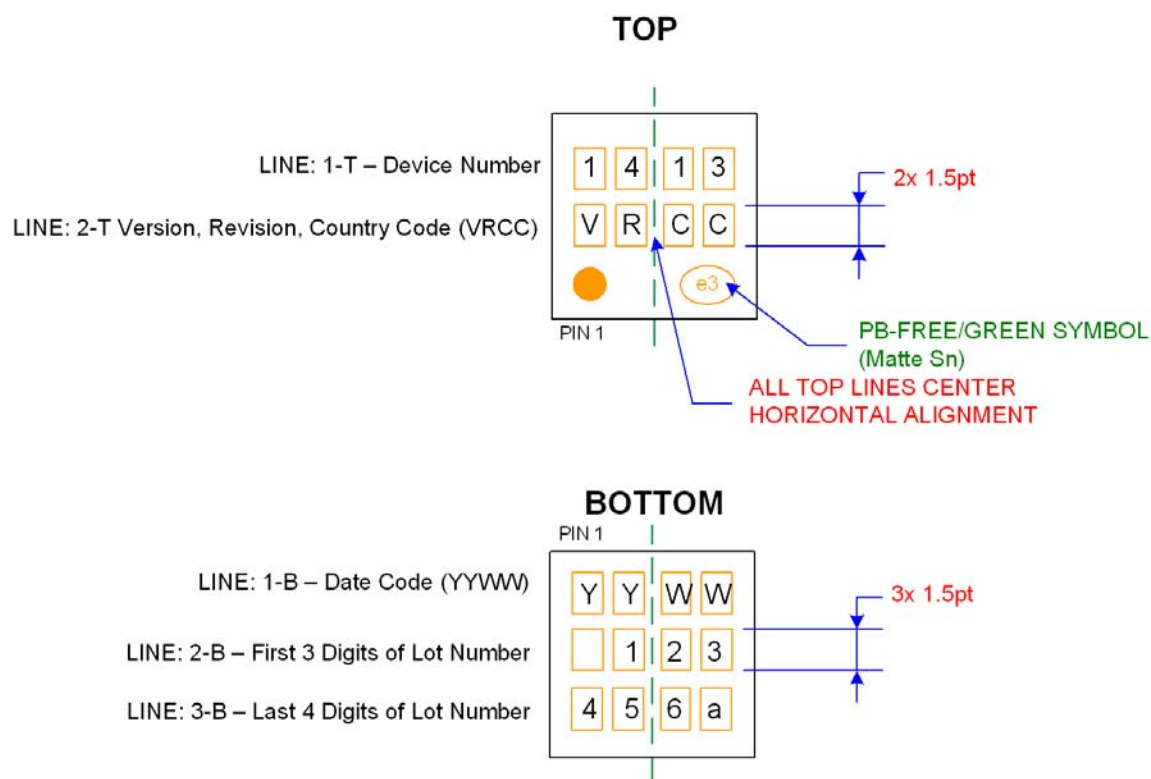 TOP
LINE: 1-T – Device Number
1 4 1 3
2x 1.5pt
LINE: 2-T Version, Revision, Country Code (VRCC)
V R C C
e3
PIN 1
PB-FREE/GREEN SYMBOL
(Matte Sn)
ALL TOP LINES CENTER
HORIZONTAL ALIGNMENT
BOTTOM
PIN 1
LINE: 1-B – Date Code (YYWW)
Y Y W W
3x 1.5pt
LINE: 2-B – First 3 Digits of Lot Number
1 2 3
LINE: 3-B – Last 4 Digits of Lot Number
4 5 6 a